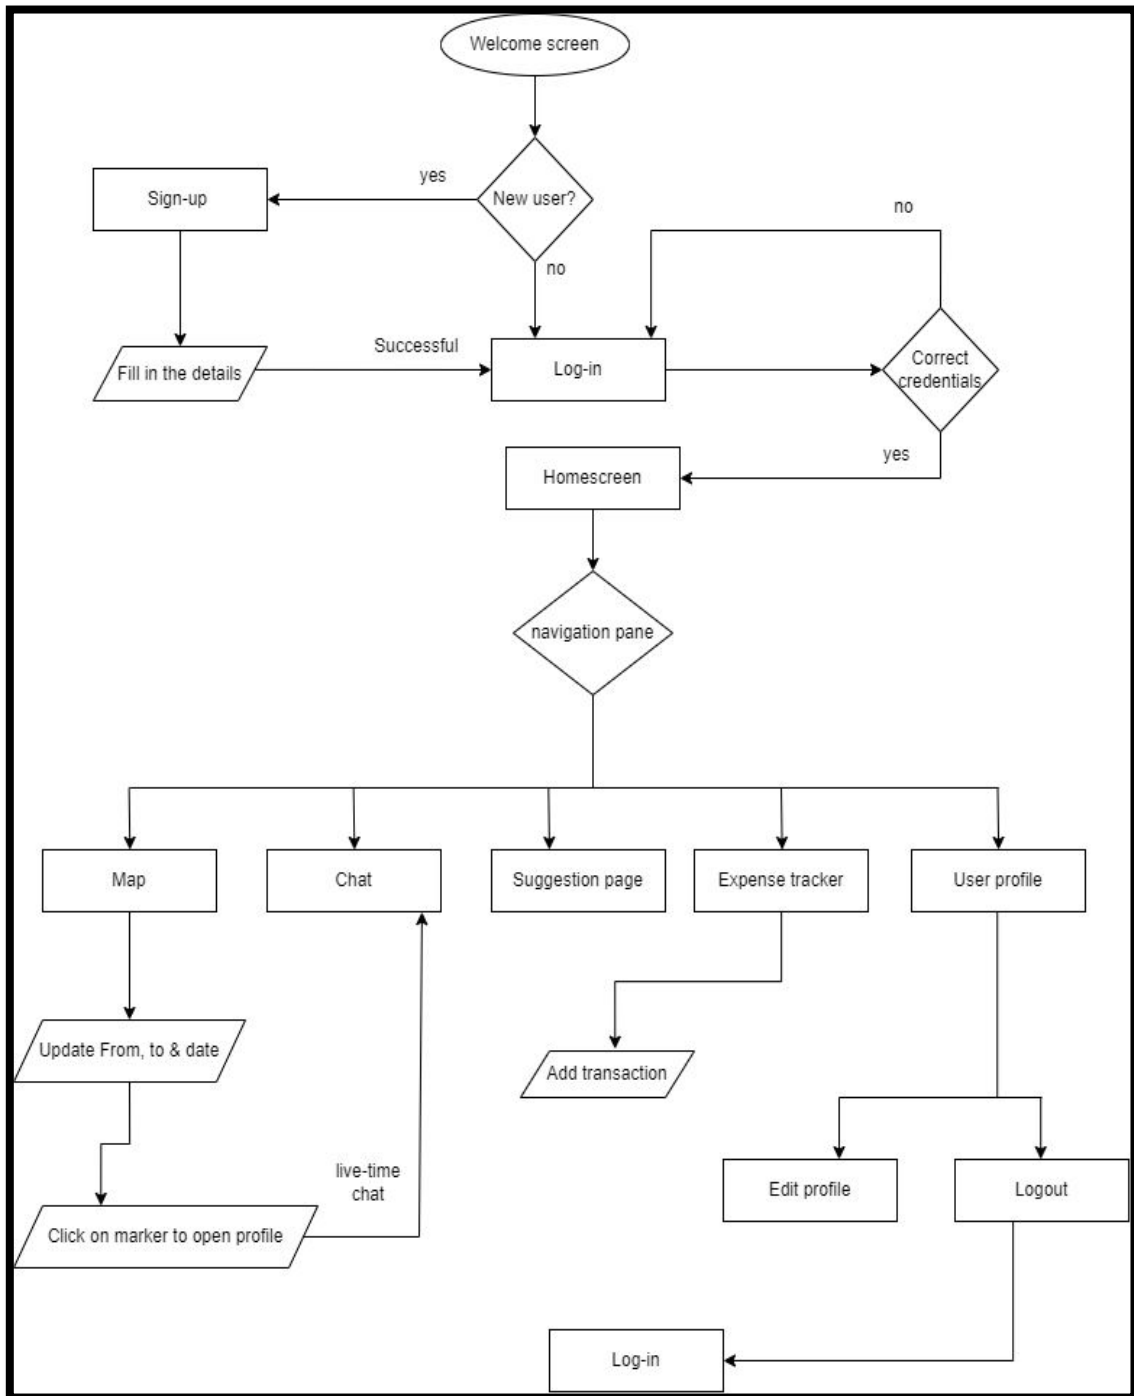 Welcome screen
yes
New user?
Sign-up
no
no
Successful
Fill in the details
Log-in
Correct
credentials
yes
Homescreen
navigation pane
Map
Chat
Suggestion page
Expense tracker
User profile
Update From, to & date
Add transaction
live-time
chat
Edit profile
Logout
Click on marker to open profile
Log-in